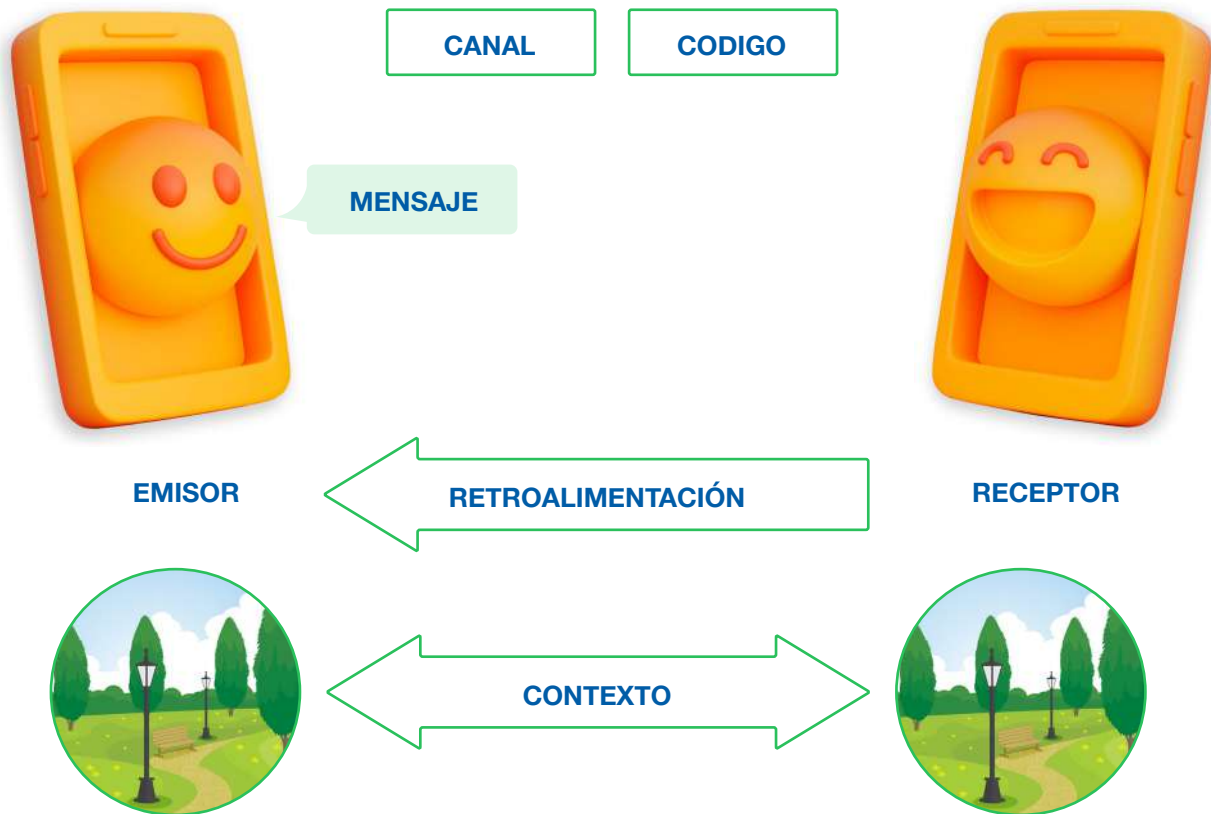 CANAL
CODIGO
MENSAJE
EMISOR
RETROALIMENTACIÓN
RECEPTOR
CONTEXTO